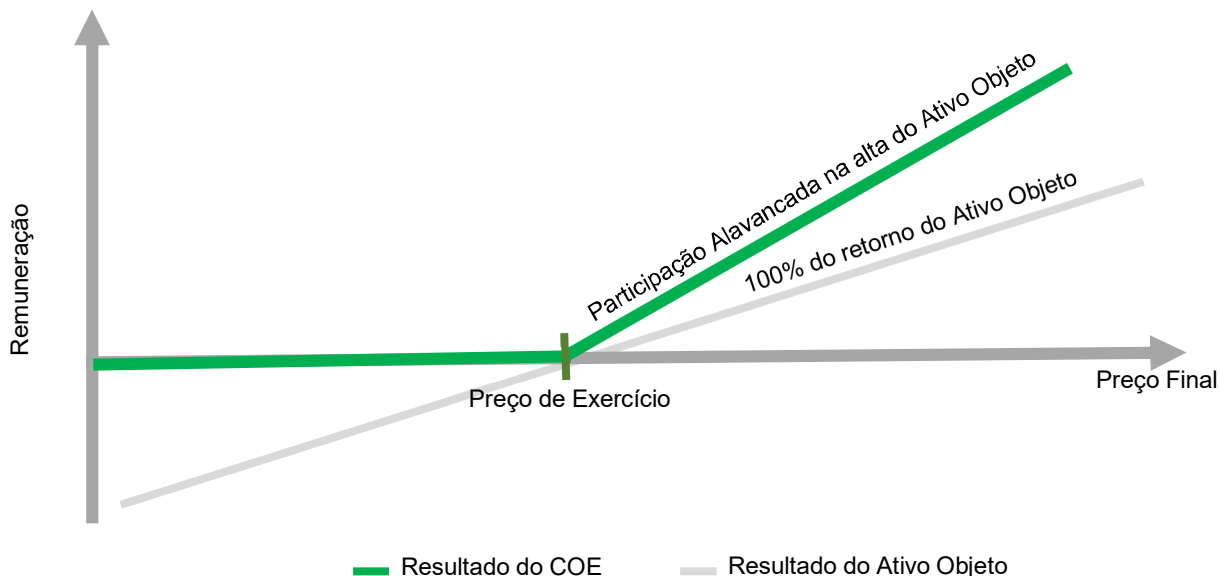 Remuneração
Participação Alavancada na alta do Ativo Objeto
100% do retorno do Ativo Objeto
Preço de Exercício
Preço Final
Resultado do COE
Resultado do Ativo Objeto